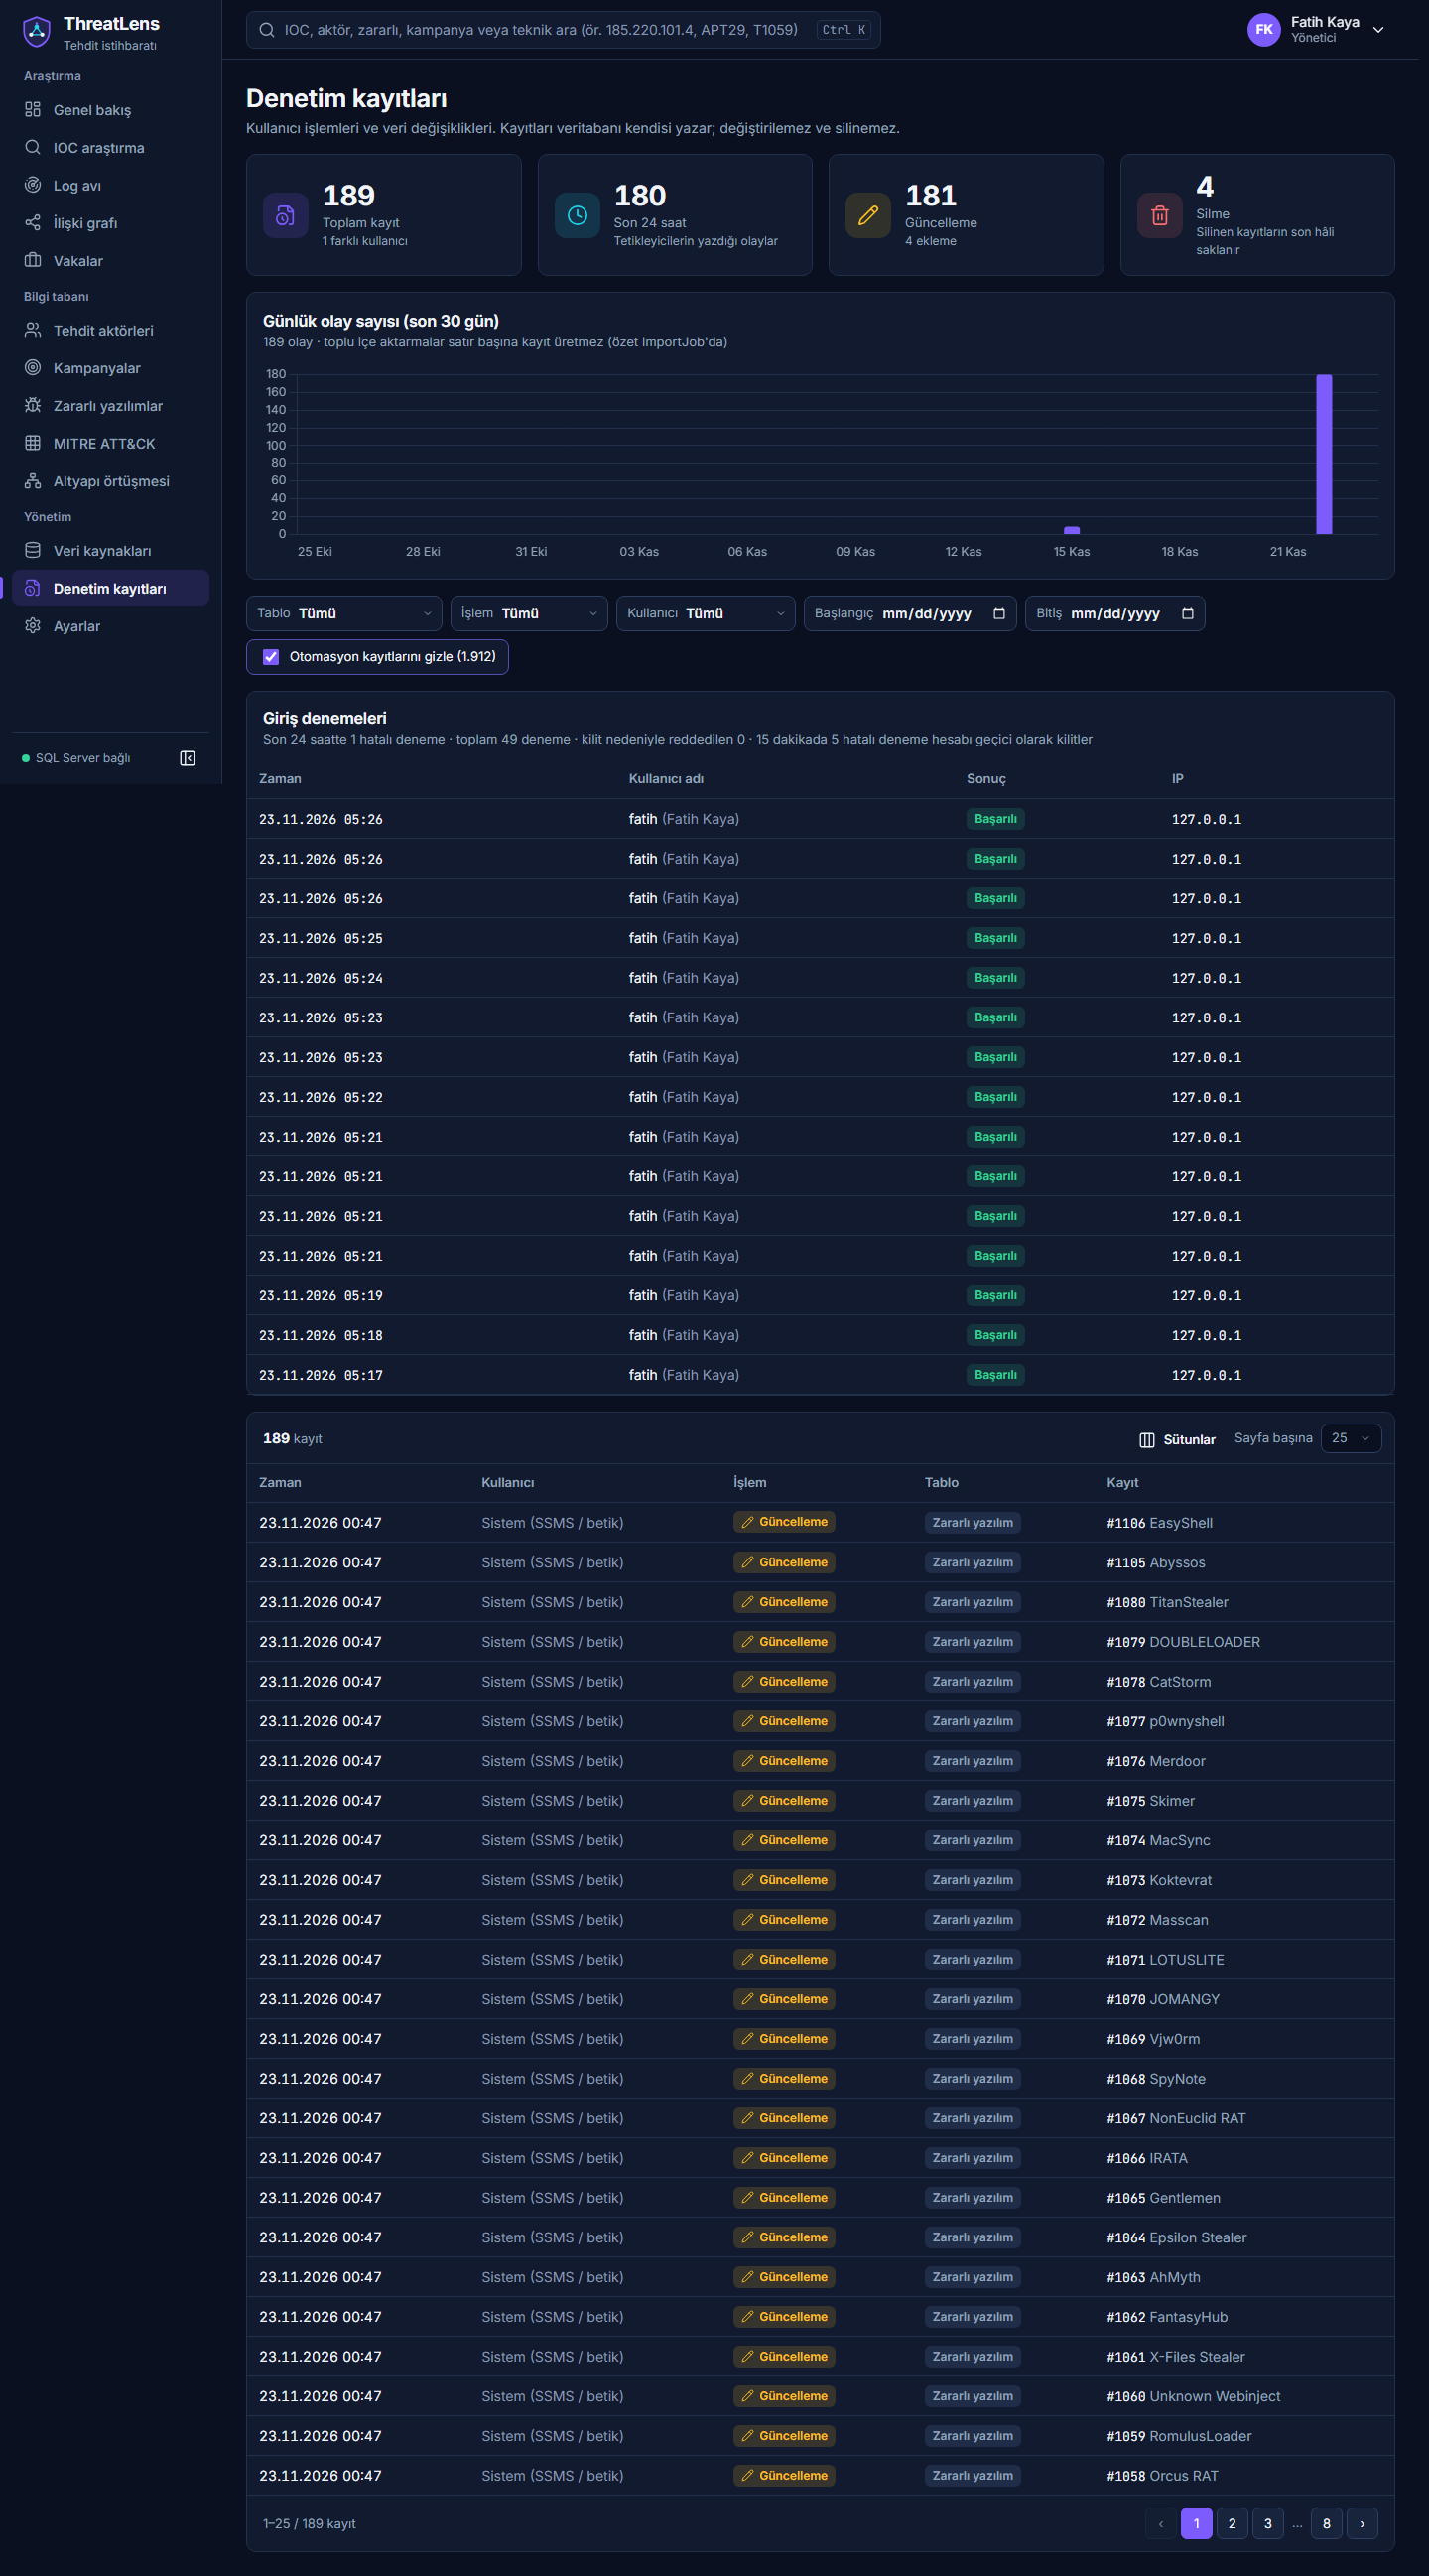 ThreatLens
Tehdit istihbaratı
Araştırma
Genel bakış
IOC araştırma
Log avı
İlişki grafı
Vakalar
Bilgi tabanı
Tehdit aktörleri
Kampanyalar
Zararlı yazılımlar
MITRE ATT&CK
Altyapı örtüşmesi
Yönetim
Veri kaynakları
Denetim kayıtları
Ayarlar
SQL Server bağlı
IOC, aktör, zararlı, kampanya veya teknik ara (ör. 185.220.101.4, APT29, T1059) Ctrl K
FK Fatih Kaya
Yönetici
Denetim kayıtları
Kullanıcı işlemleri ve veri değişiklikleri. Kayıtları veritabanı kendisi yazar; değiştirilemez ve silinemez.
189
Toplam kayıt
1 farklı kullanıcı
180
Son 24 saat
Tetikleyicilerin yazdığı olaylar
181
Güncelleme
4 ekleme
4
Silme
Silinen kayıtların son hâli
saklanır
Günlük olay sayısı (son 30 gün)
189 olay · toplu içe aktarmalar satır başına kayıt üretmez (özet ImportJob'da)
180
160
140
120
100
80
60
40
20
0
25 Eki 28 Eki 31 Eki 03 Kas 06 Kas 09 Kas 12 Kas 15 Kas 18 Kas 21 Kas
Tablo Tümü İşlem Tümü Kullanıcı Tümü Başlangıç mm/dd/yyyy Bitiş mm/dd/yyyy
Otomasyon kayıtlarını gizle (1.912)
Giriş denemeleri
Son 24 saatte 1 hatalı deneme · toplam 49 deneme · kilit nedeniyle reddedilen 0 · 15 dakikada 5 hatalı deneme hesabı geçici olarak kilitler
Zaman Kullanıcı adı Sonuç IP
23.11.2026 05:26 fatih (Fatih Kaya) Başarılı 127.0.0.1
23.11.2026 05:26 fatih (Fatih Kaya) Başarılı 127.0.0.1
23.11.2026 05:26 fatih (Fatih Kaya) Başarılı 127.0.0.1
23.11.2026 05:25 fatih (Fatih Kaya) Başarılı 127.0.0.1
23.11.2026 05:24 fatih (Fatih Kaya) Başarılı 127.0.0.1
23.11.2026 05:23 fatih (Fatih Kaya) Başarılı 127.0.0.1
23.11.2026 05:23 fatih (Fatih Kaya) Başarılı 127.0.0.1
23.11.2026 05:22 fatih (Fatih Kaya) Başarılı 127.0.0.1
23.11.2026 05:21 fatih (Fatih Kaya) Başarılı 127.0.0.1
23.11.2026 05:21 fatih (Fatih Kaya) Başarılı 127.0.0.1
23.11.2026 05:21 fatih (Fatih Kaya) Başarılı 127.0.0.1
23.11.2026 05:21 fatih (Fatih Kaya) Başarılı 127.0.0.1
23.11.2026 05:19 fatih (Fatih Kaya) Başarılı 127.0.0.1
23.11.2026 05:18 fatih (Fatih Kaya) Başarılı 127.0.0.1
23.11.2026 05:17 fatih (Fatih Kaya) Başarılı 127.0.0.1
189 kayıt Sütunlar Sayfa başına 25
Zaman Kullanıcı İşlem Tablo Kayıt
23.11.2026 00:47 Sistem (SSMS / betik) Güncelleme Zararlı yazılım #1106 EasyShell
23.11.2026 00:47 Sistem (SSMS / betik) Güncelleme Zararlı yazılım #1105 Abyssos
23.11.2026 00:47 Sistem (SSMS / betik) Güncelleme Zararlı yazılım #1080 TitanStealer
23.11.2026 00:47 Sistem (SSMS / betik) Güncelleme Zararlı yazılım #1079 DOUBLELOADER
23.11.2026 00:47 Sistem (SSMS / betik) Güncelleme Zararlı yazılım #1078 CatStorm
23.11.2026 00:47 Sistem (SSMS / betik) Güncelleme Zararlı yazılım #1077 p0wnyshell
23.11.2026 00:47 Sistem (SSMS / betik) Güncelleme Zararlı yazılım #1076 Merdoor
23.11.2026 00:47 Sistem (SSMS / betik) Güncelleme Zararlı yazılım #1075 Skimer
23.11.2026 00:47 Sistem (SSMS / betik) Güncelleme Zararlı yazılım #1074 MacSync
23.11.2026 00:47 Sistem (SSMS / betik) Güncelleme Zararlı yazılım #1073 Koktevrat
23.11.2026 00:47 Sistem (SSMS / betik) Güncelleme Zararlı yazılım #1072 Masscan
23.11.2026 00:47 Sistem (SSMS / betik) Güncelleme Zararlı yazılım #1071 LOTUSLITE
23.11.2026 00:47 Sistem (SSMS / betik) Güncelleme Zararlı yazılım #1070 JOMANGY
23.11.2026 00:47 Sistem (SSMS / betik) Güncelleme Zararlı yazılım #1069 Vjw0rm
23.11.2026 00:47 Sistem (SSMS / betik) Güncelleme Zararlı yazılım #1068 SpyNote
23.11.2026 00:47 Sistem (SSMS / betik) Güncelleme Zararlı yazılım #1067 NonEuclid RAT
23.11.2026 00:47 Sistem (SSMS / betik) Güncelleme Zararlı yazılım #1066 IRATA
23.11.2026 00:47 Sistem (SSMS / betik) Güncelleme Zararlı yazılım #1065 Gentlemen
23.11.2026 00:47 Sistem (SSMS / betik) Güncelleme Zararlı yazılım #1064 Epsilon Stealer
23.11.2026 00:47 Sistem (SSMS / betik) Güncelleme Zararlı yazılım #1063 AhMyth
23.11.2026 00:47 Sistem (SSMS / betik) Güncelleme Zararlı yazılım #1062 FantasyHub
23.11.2026 00:47 Sistem (SSMS / betik) Güncelleme Zararlı yazılım #1061 X-Files Stealer
23.11.2026 00:47 Sistem (SSMS / betik) Güncelleme Zararlı yazılım #1060 Unknown Webinject
23.11.2026 00:47 Sistem (SSMS / betik) Güncelleme Zararlı yazılım #1059 RomulusLoader
23.11.2026 00:47 Sistem (SSMS / betik) Güncelleme Zararlı yazılım #1058 Orcus RAT
1–25 / 189 kayıt ‹ 1 2 3 … 8 ›